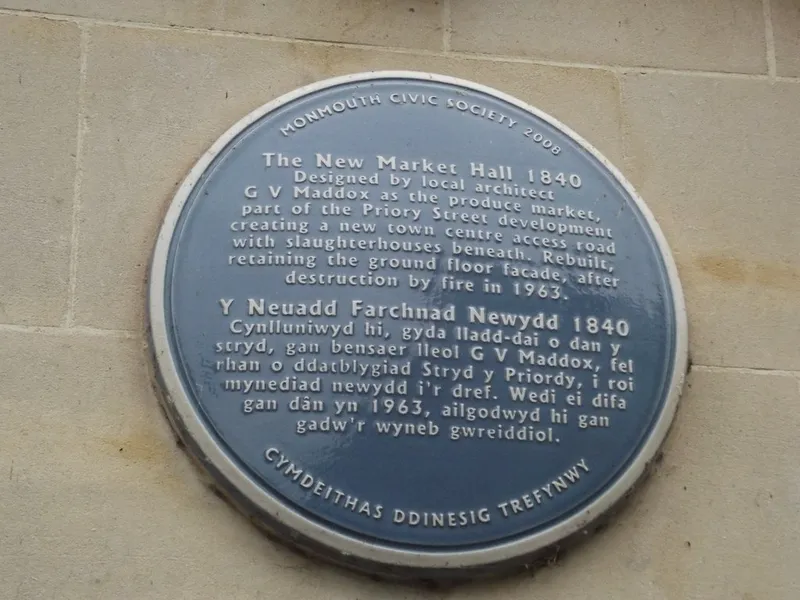 MONMOUTH CIVIC SOCIETY 2008
The New Market Hall 1840
Designed by local architect
G V Maddox as the produce market,
part of the Priory Street development
creating a new town centre access road
with slaughterhouses beneath. Rebuilt,
retaining the ground floor facade, after
destruction by fire in 1963.
Y Neuadd Farchnad Newydd 1840
Cynlluniwyd hi, gyda lladd-dai o dan y
stryd, gan bensaer lleol G V Maddox, fel
rhan o ddatblygiad Stryd y Priordy, i roi
mynediad newydd i'r dref. Wedi ei difa
gan dân yn 1963, ailgodwyd hi gan
gadw'r wyneb gwreiddiol.
CYMDEITHAS DDINESIG TREFYNWY